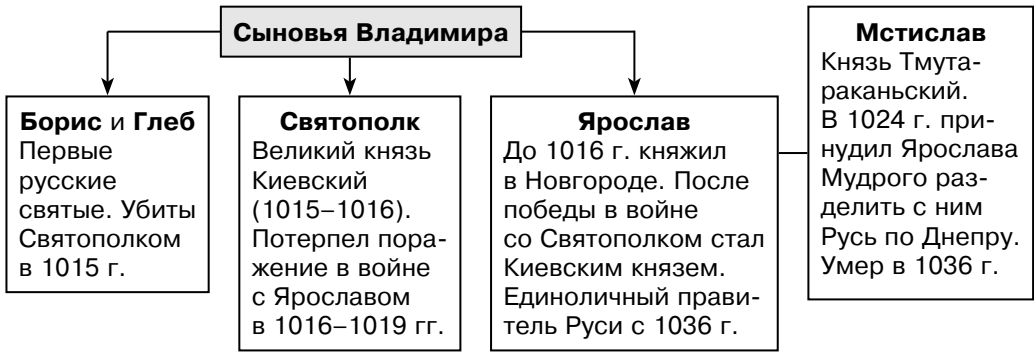 Сыновья Владимира
Борис и Глеб
Первые
русские
святые. Убиты
Святополком
в 1015 г.
Святополк
Великий князь
Киевский
(1015–1016).
Потерпел пора-
жение в войне
с Ярославом
в 1016–1019 гг.
Ярослав
До 1016 г. княжил
в Новгороде. После
победы в войне
со Святополком стал
Киевским князем.
Единоличный прави-
тель Руси с 1036 г.
Мстислав
Князь Тмута-
раканьский.
В 1024 г. при-
нудил Ярослава
Мудрого раз-
делить с ним
Русь по Днепру.
Умер в 1036 г.